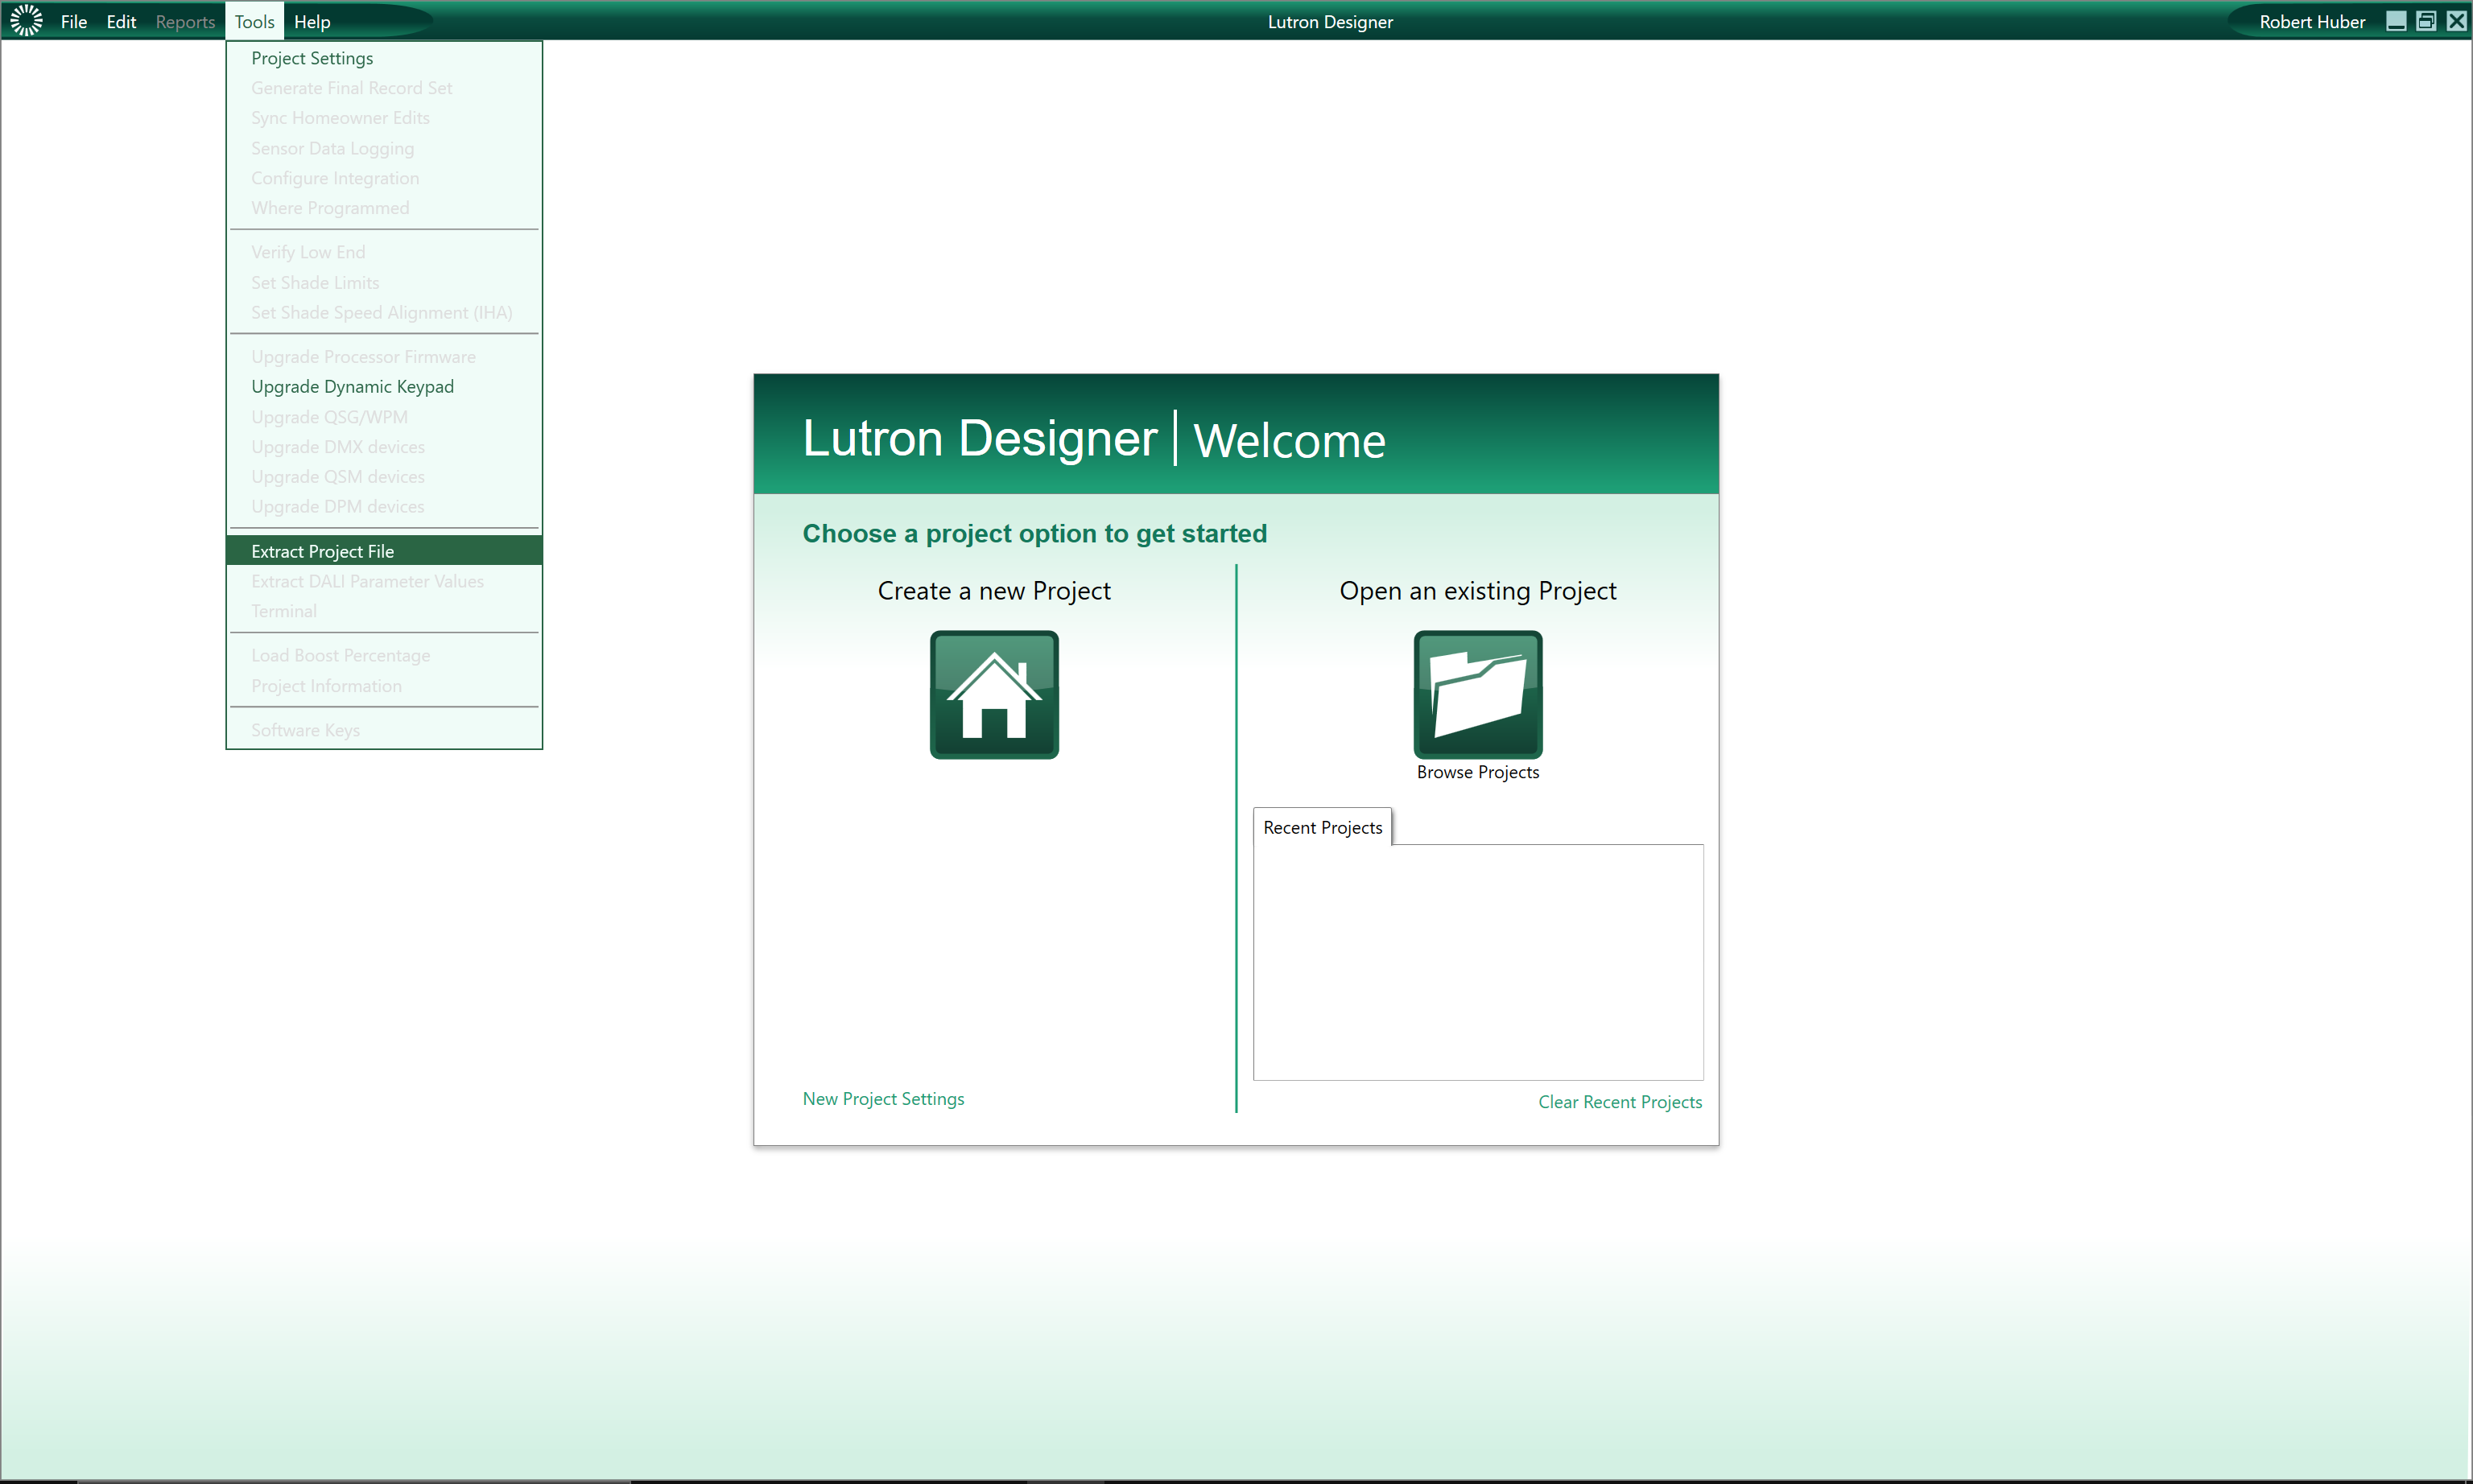 File Edit Reports Tools Help Lutron Designer Robert Huber
Project Settings
Generate Final Record Set
Sync Homeowner Edits
Sensor Data Logging
Configure Integration
Where Programmed
Verify Low End
Set Shade Limits
Set Shade Speed Alignment (IHA)
Upgrade Processor Firmware
Upgrade Dynamic Keypad
Upgrade QSG/WPM
Upgrade DMX devices
Upgrade QSM devices
Upgrade DPM devices
Extract Project File
Extract DALI Parameter Values
Terminal
Load Boost Percentage
Project Information
Software Keys
Lutron Designer Welcome
Choose a project option to get started
Create a new Project
Open an existing Project
Browse Projects
Recent Projects
New Project Settings
Clear Recent Projects